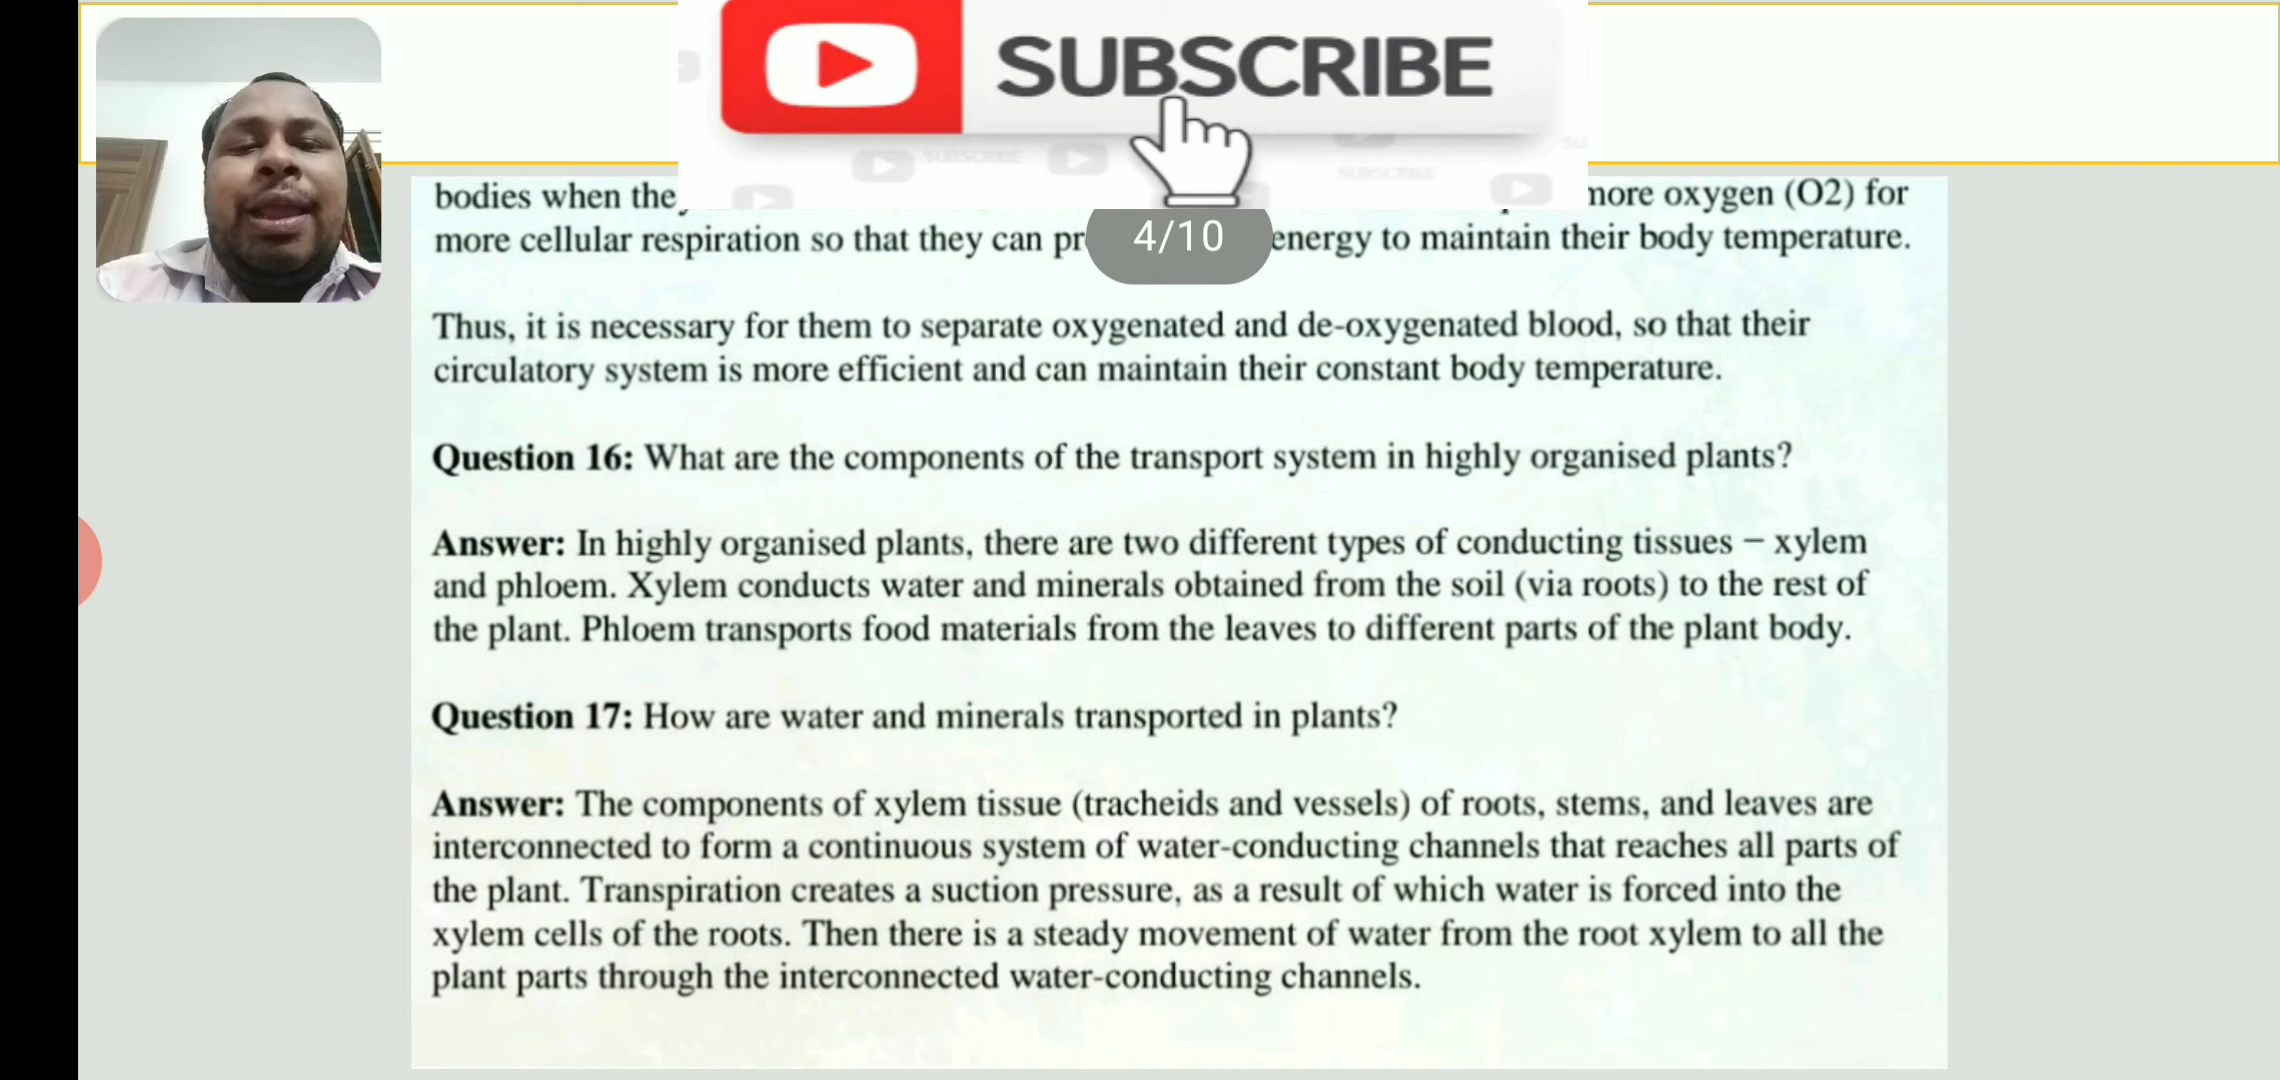 SUBSCRIBE
SUBSCRIBE
SUBSCRIBE
bodies when they more oxygen (O2) for
4/10
more cellular respiration so that they can energy to maintain their body temperature.
Thus, it is necessary for them to separate oxygenated and de-oxygenated blood, so that their
circulatory system is more efficient and can maintain their constant body temperature.
Question 16: What are the components of the transport system in highly organised plants?
Answer: In highly organised plants, there are two different types of conducting tissues – xylem
and phloem. Xylem conducts water and minerals obtained from the soil (via roots) to the rest of
the plant. Phloem transports food materials from the leaves to different parts of the plant body.
Question 17: How are water and minerals transported in plants?
Answer: The components of xylem tissue (tracheids and vessels) of roots, stems, and leaves are
interconnected to form a continuous system of water-conducting channels that reaches all parts of
the plant. Transpiration creates a suction pressure, as a result of which water is forced into the
xylem cells of the roots. Then there is a steady movement of water from the root xylem to all the
plant parts through the interconnected water-conducting channels.